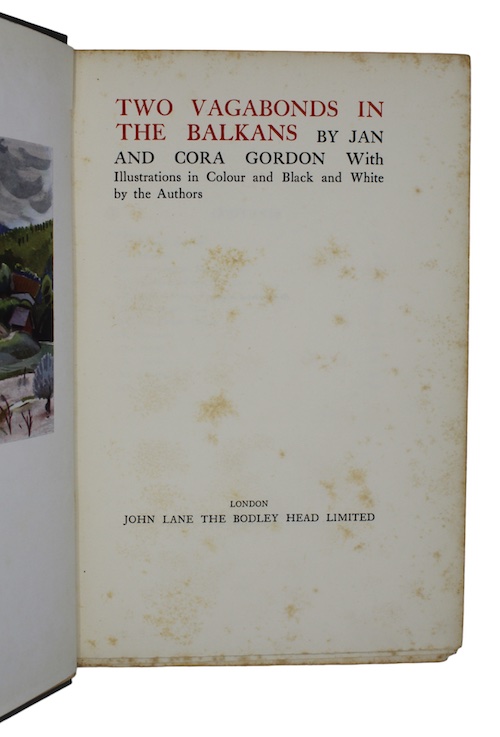 TWO VAGABONDS IN
THE BALKANS BY JAN
AND CORA GORDON With
Illustrations in Colour and Black and White
by the Authors
LONDON
JOHN LANE THE BODLEY HEAD LIMITED